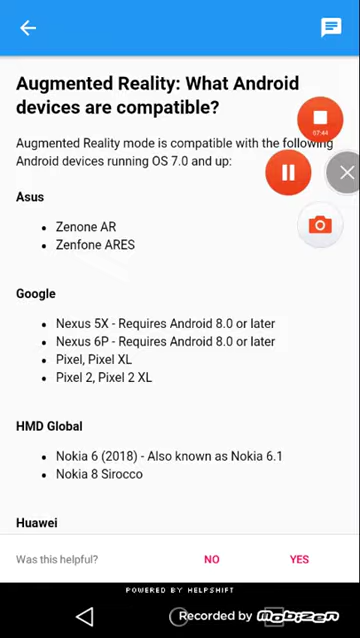 Augmented Reality: What Android
devices are compatible?
07:44
Augmented Reality mode is compatible with the following
Android devices running OS 7.0 and up:
Asus
Zenone AR
Zenfone ARES
Google
Nexus 5X - Requires Android 8.0 or later
Nexus 6P - Requires Android 8.0 or later
Pixel, Pixel XL
Pixel 2, Pixel 2 XL
HMD Global
Nokia 6 (2018) - Also known as Nokia 6.1
Nokia 8 Sirocco
Huawei
Was this helpful?
NO
YES
POWERED BY HELPSHIFT
Recorded by Mobizen